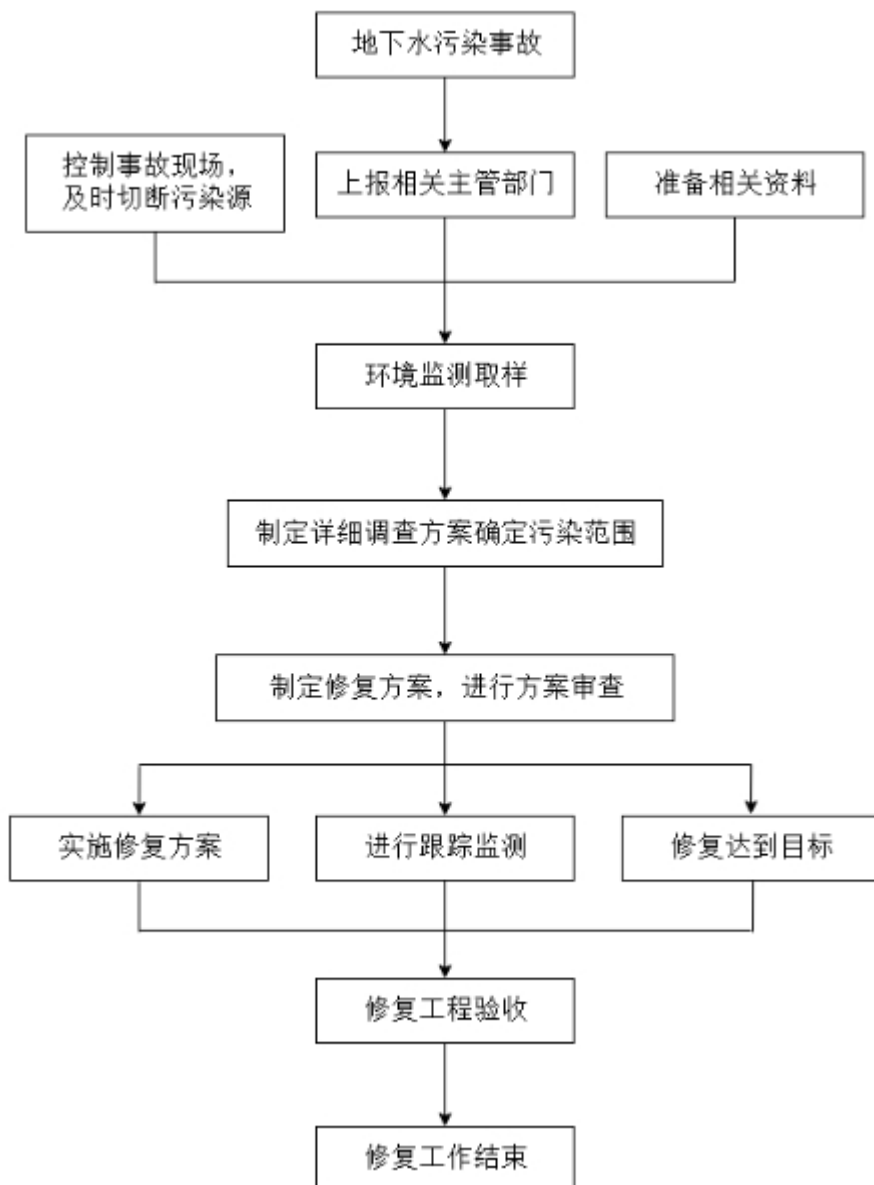 地下水污染事故
控制事故现场，
及时切断污染源
上报相关主管部门
准备相关资料
环境监测取样
制定详细调查方案确定污染范围
制定修复方案，进行方案审查
实施修复方案
进行跟踪监测
修复达到目标
修复工程验收
修复工作结束